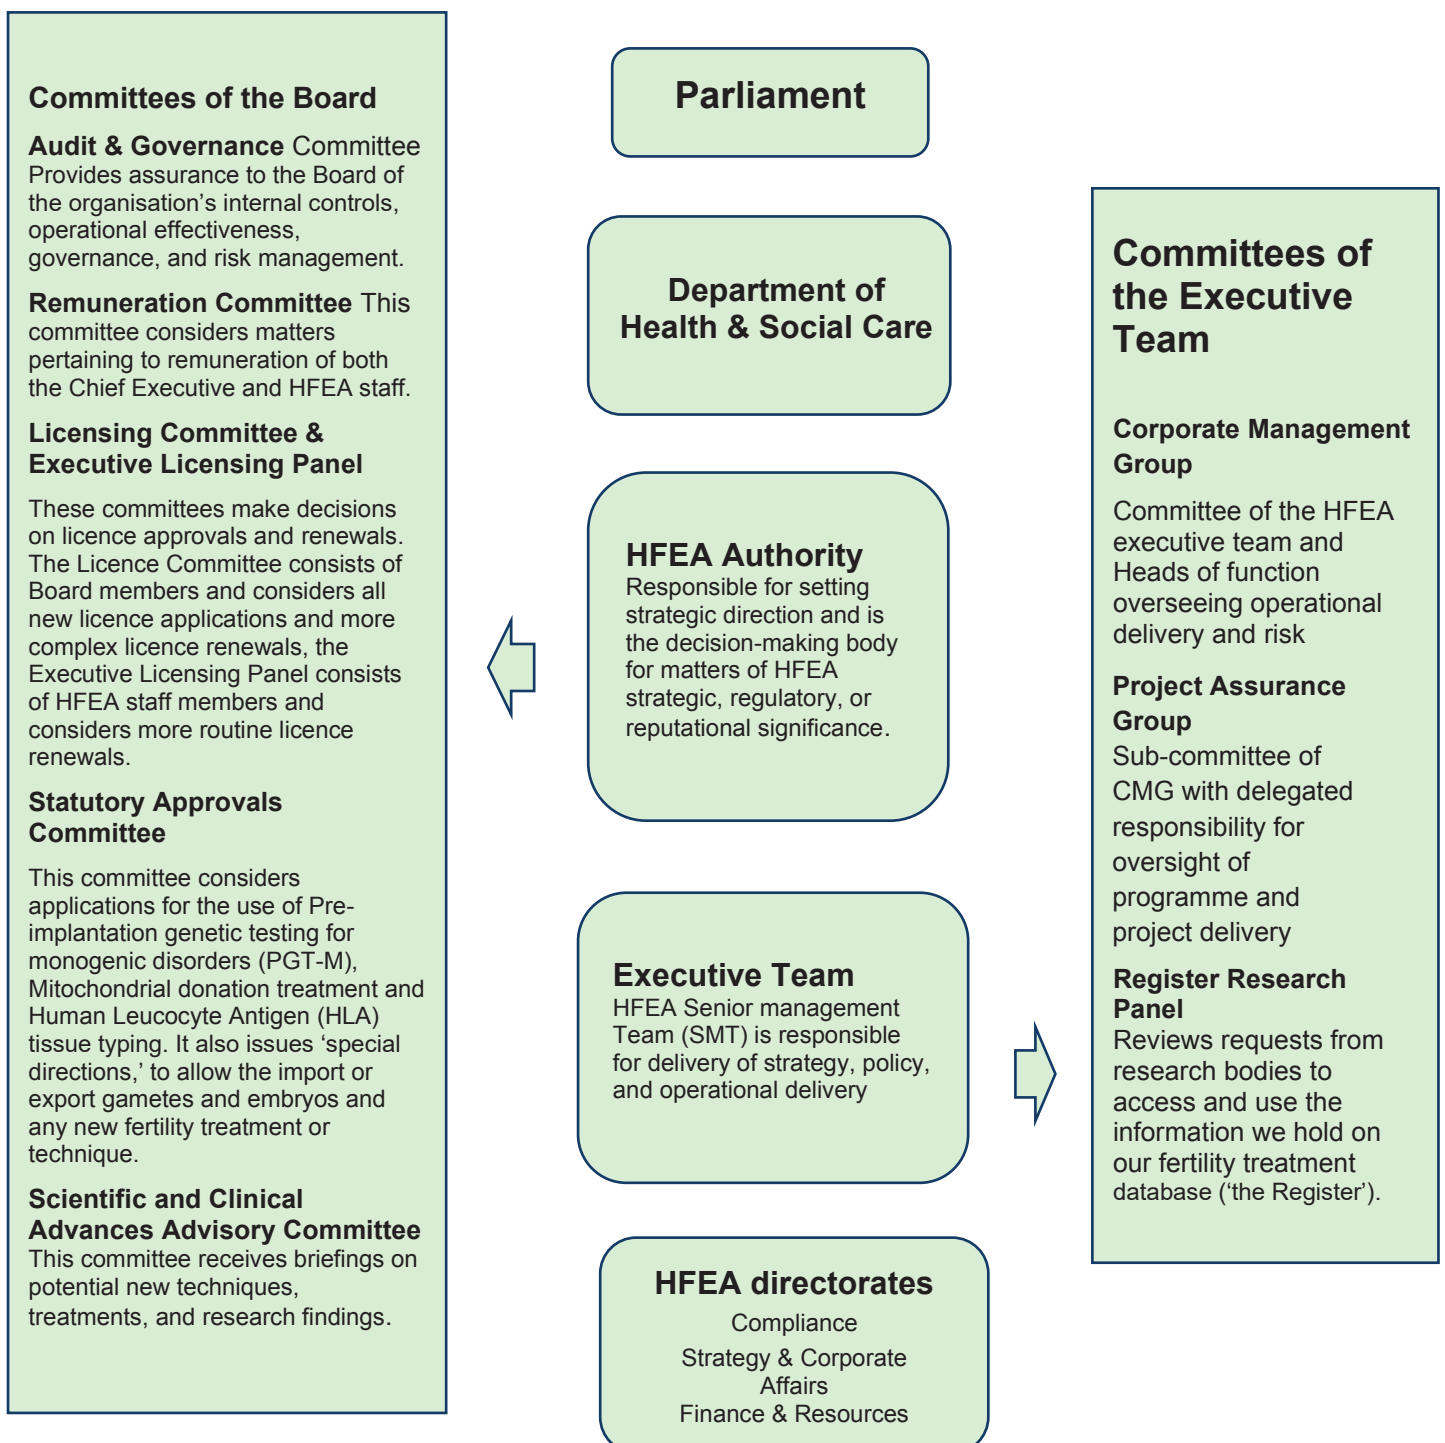 Committees of the Board
Audit & Governance Committee
Provides assurance to the Board of
the organisation’s internal controls,
operational effectiveness,
governance, and risk management.
Remuneration Committee This
committee considers matters
pertaining to remuneration of both
the Chief Executive and HFEA staff.
Licensing Committee &
Executive Licensing Panel
These committees make decisions
on licence approvals and renewals.
The Licence Committee consists of
Board members and considers all
new licence applications and more
complex licence renewals, the
Executive Licensing Panel consists
of HFEA staff members and
considers more routine licence
renewals.
Statutory Approvals
Committee
This committee considers
applications for the use of Pre-
implantation genetic testing for
monogenic disorders (PGT-M),
Mitochondrial donation treatment and
Human Leucocyte Antigen (HLA)
tissue typing. It also issues ‘special
directions,’ to allow the import or
export gametes and embryos and
any new fertility treatment or
technique.
Scientific and Clinical
Advances Advisory Committee
This committee receives briefings on
potential new techniques,
treatments, and research findings.
Parliament
Department of
Health & Social Care
HFEA Authority
Responsible for setting
strategic direction and is
the decision-making body
for matters of HFEA
strategic, regulatory, or
reputational significance.
Executive Team
HFEA Senior management
Team (SMT) is responsible
for delivery of strategy, policy,
and operational delivery
HFEA directorates
Compliance
Strategy & Corporate
Affairs
Finance & Resources
Committees of
the Executive
Team
Corporate Management
Group
Committee of the HFEA
executive team and
Heads of function
overseeing operational
delivery and risk
Project Assurance
Group
Sub-committee of
CMG with delegated
responsibility for
oversight of
programme and
project delivery
Register Research
Panel
Reviews requests from
research bodies to
access and use the
information we hold on
our fertility treatment
database (‘the Register’).